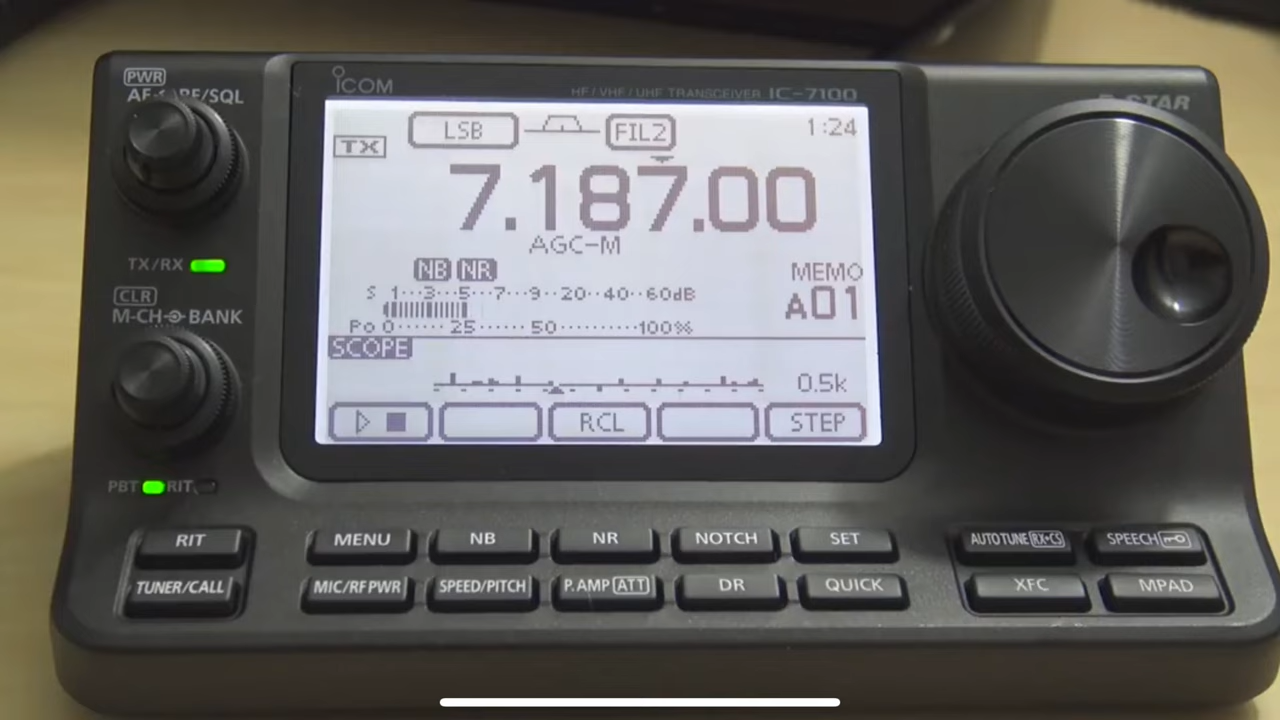 PWR
AF RF/SQL
ICOM
HF/VHF/UHF TRANSCEIVER IC-7100
D-STAR
LSB
FIL2
1:24
TX
7.187.00
AGC-M
NB NR
MEMO
A01
S 1···3···5···7···9··20··40··60dB
Po 0······25······50··········100%
SCOPE
0.5k
RCL
STEP
TX/RX
CLR
M-CH BANK
PBT RIT
RIT
MENU
NB
NR
NOTCH
SET
AUTO TUNE RX→CS
SPEECH
TUNER/CALL
MIC/RF PWR
SPEED/PITCH
P.AMP ATT
DR
QUICK
XFC
MPAD